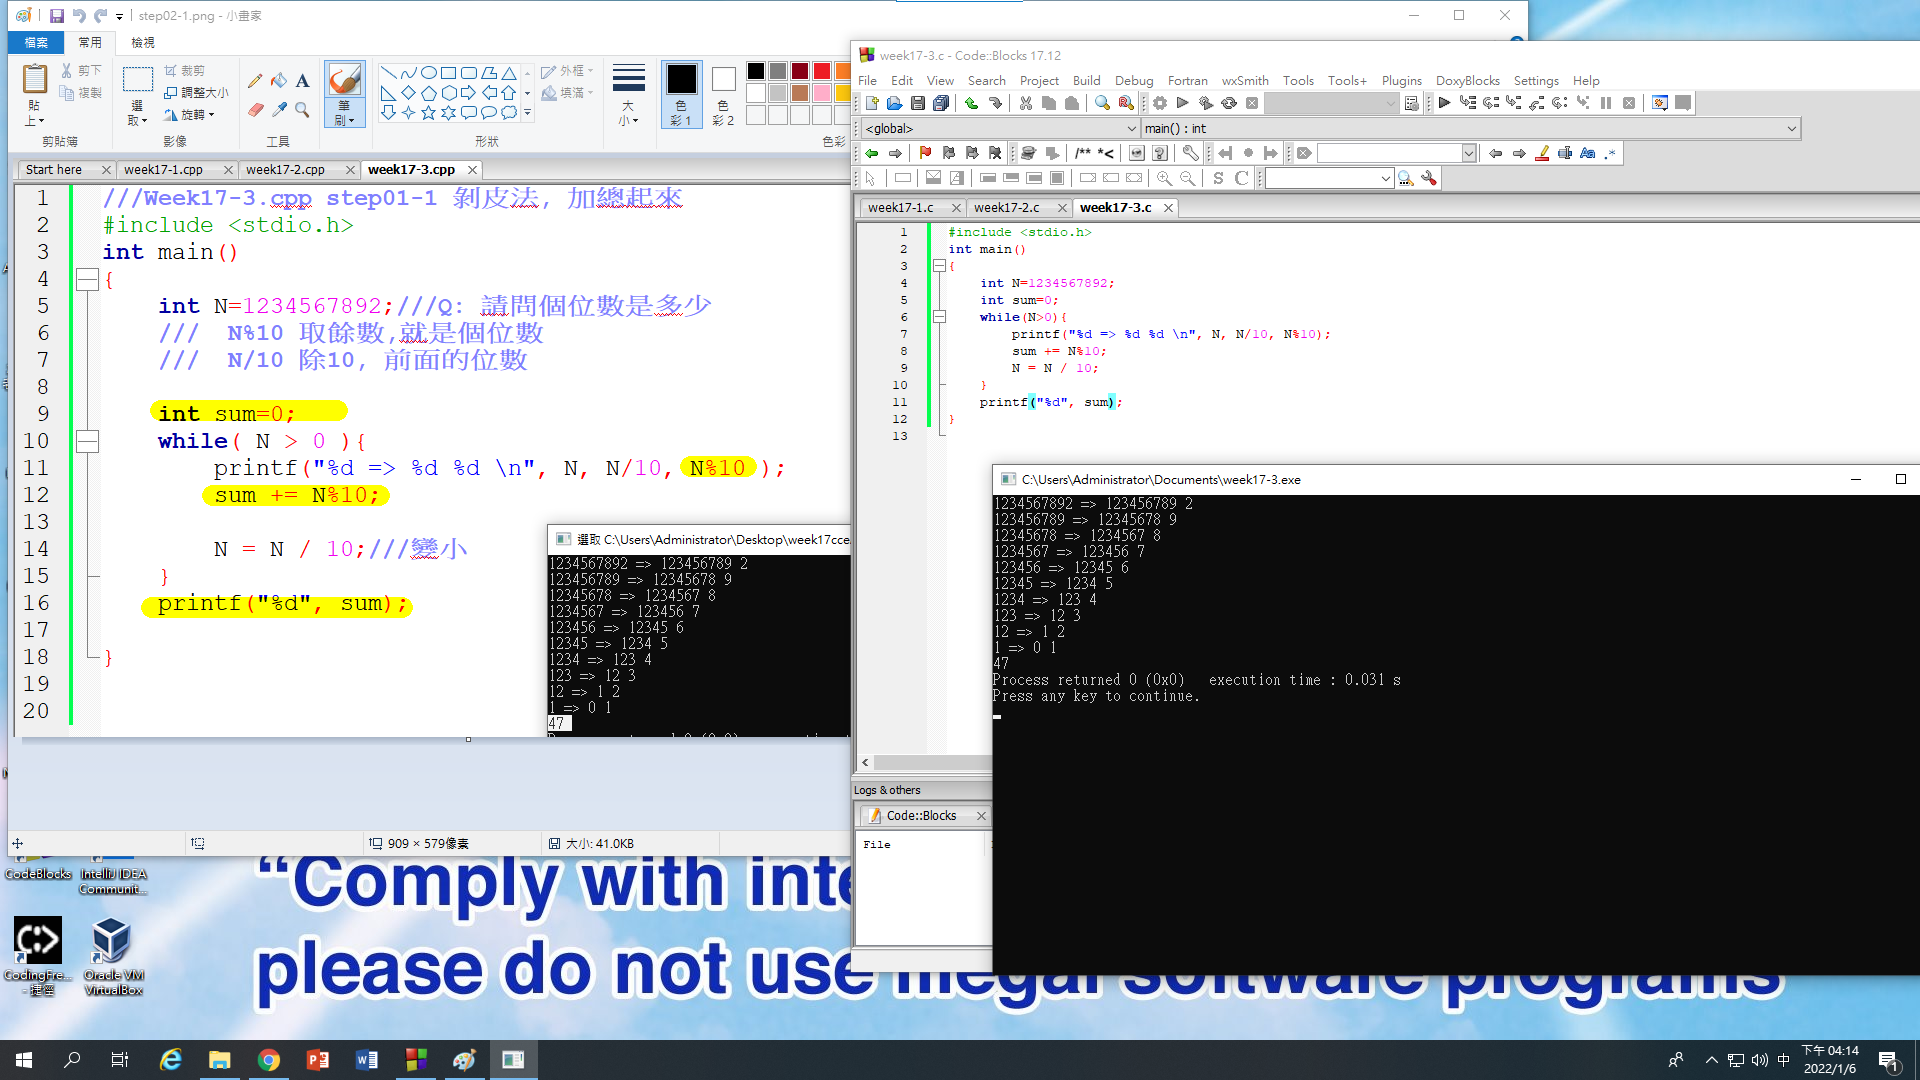 step02-1.png - 小畫家
檔案 常用 檢視
貼上 剪下 複製 剪貼簿
選取 裁剪 調整大小 旋轉 影像
工具
筆刷
外框 填滿 形狀
大小
色彩 1 色彩 2 色彩
Start here week17-1.cpp week17-2.cpp week17-3.cpp
1 ///Week17-3.cpp step01-1 剝皮法, 加總起來
2 #include <stdio.h>
3 int main()
4 {
5 int N=1234567892;///Q: 請問個位數是多少
6 /// N%10 取餘數,就是個位數
7 /// N/10 除10, 前面的位數
8
9 int sum=0;
10 while( N > 0 ){
11 printf("%d => %d %d \n", N, N/10, N%10 );
12 sum += N%10;
13
14 N = N / 10;///變小
15 }
16 printf("%d", sum);
17
18 }
19
20
選取 C:\Users\Administrator\Desktop\week17cce
1234567892 => 123456789 2
123456789 => 12345678 9
12345678 => 1234567 8
1234567 => 123456 7
123456 => 12345 6
12345 => 1234 5
1234 => 123 4
123 => 12 3
12 => 1 2
1 => 0 1
47
909 × 579像素 大小: 41.0KB
week17-3.c - Code::Blocks 17.12
File Edit View Search Project Build Debug Fortran wxSmith Tools Tools+ Plugins DoxyBlocks Settings Help
<global> main() : int
/** *<
S C
week17-1.c week17-2.c week17-3.c
1 #include <stdio.h>
2 int main()
3 {
4 int N=1234567892;
5 int sum=0;
6 while(N>0){
7 printf("%d => %d %d \n", N, N/10, N%10);
8 sum += N%10;
9 N = N / 10;
10 }
11 printf("%d", sum);
12 }
13
C:\Users\Administrator\Documents\week17-3.exe
1234567892 => 123456789 2
123456789 => 12345678 9
12345678 => 1234567 8
1234567 => 123456 7
123456 => 12345 6
12345 => 1234 5
1234 => 123 4
123 => 12 3
12 => 1 2
1 => 0 1
47
Process returned 0 (0x0) execution time : 0.031 s
Press any key to continue.
Logs & others
Code::Blocks
File
CodeBlocks
IntelliJ IDEA Communit...
CodingFre... - 捷徑
Oracle VM VirtualBox
"Comply with inte
please do not use illegal software programs
中
下午 04:14
2022/1/6
1